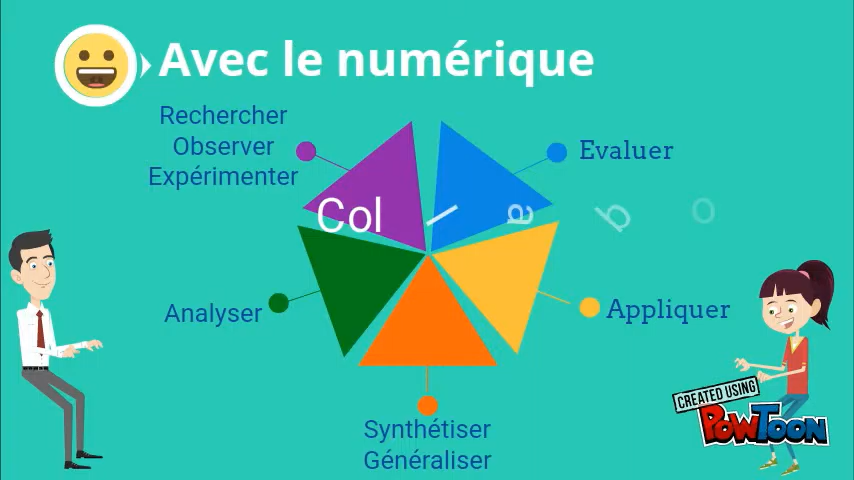 Avec le numérique
Rechercher
Observer
Expérimenter
Evaluer
Col l a b o
Analyser
Appliquer
Synthétiser
Généraliser
CREATED USING
POWTOON